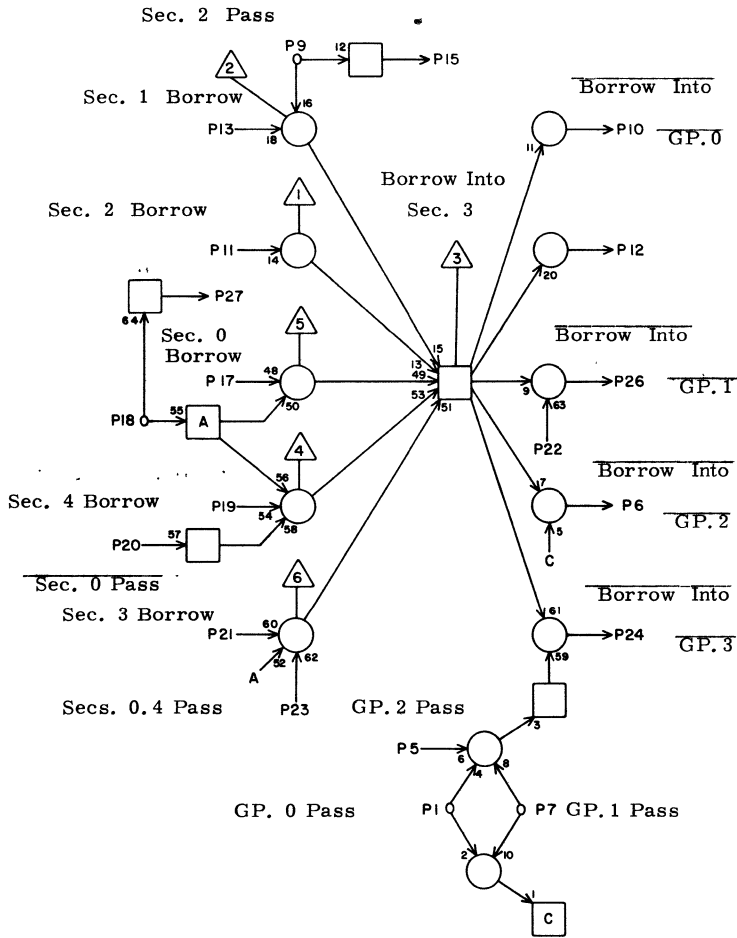 Sec. 2 Pass
P9
12
P15
2
Sec. 1 Borrow
16
P13
18
Borrow Into
11
P10
GP.0
Borrow Into
Sec. 3
1
Sec. 2 Borrow
P11
14
3
20
P12
64
P27
5
Sec. 0
Borrow
15
13
49
53
51
P17
48
50
Borrow Into
9
P26
63
GP.1
P22
P18
55
A
4
56
Sec. 4 Borrow
P19
54
58
P20
57
Borrow Into
7
P6
5
GP.2
C
Sec. 0 Pass
6
Sec. 3 Borrow
60
P21
52
62
A
P23
Borrow Into
61
P24
59
GP.3
Secs. 0.4 Pass
GP.2 Pass
3
P5
6
4
8
GP. 0 Pass
P1
P7
GP.1 Pass
2
10
1
C